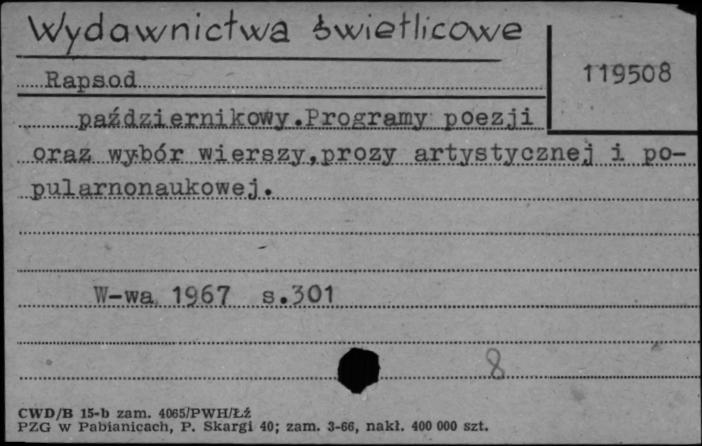 Wydawnictwa świetlicowe
119508
Rapsod
październikowy.Programy poezji
oraz wybór wierszy,prozy artystycznej i po-
pularnonaukowej.
W-wa 1967 s.301
8
CWD/B 15-b zam. 4065/PWH/Łź
PZG w Pabianicach, P. Skargi 40; zam. 3-66, nakł. 400 000 szt.